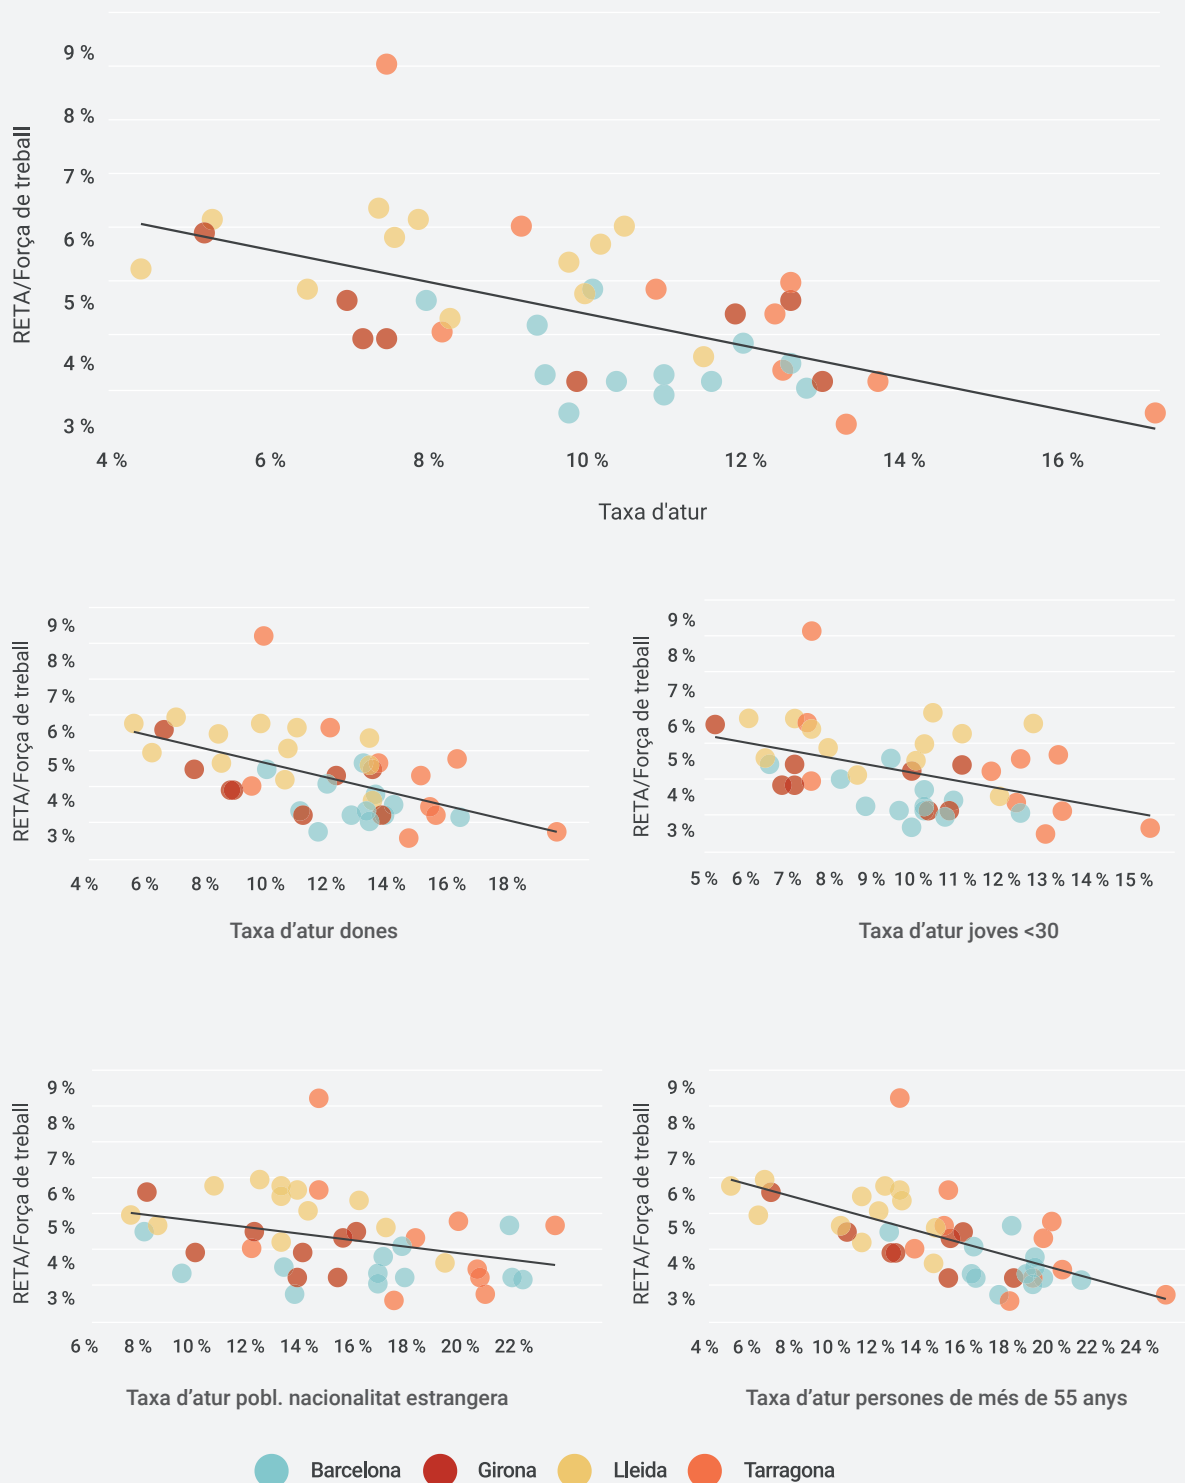 RETA/Força de treball
9 %
8 %
7 %
6 %
5 %
4 %
3 %
4 % 6 % 8 % 10 % 12 % 14 % 16 %
Taxa d'atur
RETA/Força de treball
9 %
8 %
7 %
6 %
5 %
4 %
3 %
4 % 6 % 8 % 10 % 12 % 14 % 16 % 18 %
Taxa d’atur dones
RETA/Força de treball
9 %
8 %
7 %
6 %
5 %
4 %
3 %
5 % 6 % 7 % 8 % 9 % 10 % 11 % 12 % 13 % 14 % 15 %
Taxa d’atur joves <30
RETA/Força de treball
9 %
8 %
7 %
6 %
5 %
4 %
3 %
6 % 8 % 10 % 12 % 14 % 16 % 18 % 20 % 22 %
Taxa d’atur pobl. nacionalitat estrangera
RETA/Força de treball
9 %
8 %
7 %
6 %
5 %
4 %
3 %
4 % 6 % 8 % 10 % 12 % 14 % 16 % 18 % 20 % 22 % 24 %
Taxa d’atur persones de més de 55 anys
Barcelona Girona Lleida Tarragona